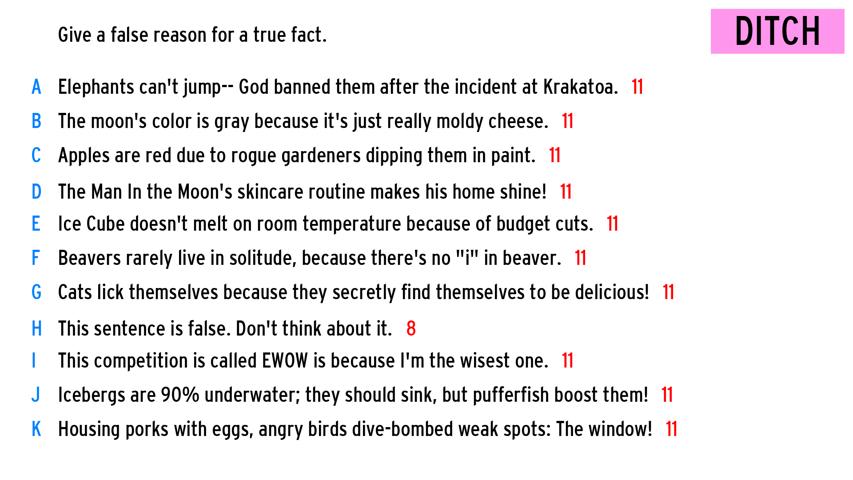 Give a false reason for a true fact.
DITCH
A Elephants can't jump-- God banned them after the incident at Krakatoa. 11
B The moon's color is gray because it's just really moldy cheese. 11
C Apples are red due to rogue gardeners dipping them in paint. 11
D The Man In the Moon's skincare routine makes his home shine! 11
E Ice Cube doesn't melt on room temperature because of budget cuts. 11
F Beavers rarely live in solitude, because there's no "i" in beaver. 11
G Cats lick themselves because they secretly find themselves to be delicious! 11
H This sentence is false. Don't think about it. 8
I This competition is called EWOW is because I'm the wisest one. 11
J Icebergs are 90% underwater; they should sink, but pufferfish boost them! 11
K Housing porks with eggs, angry birds dive-bombed weak spots: The window! 11